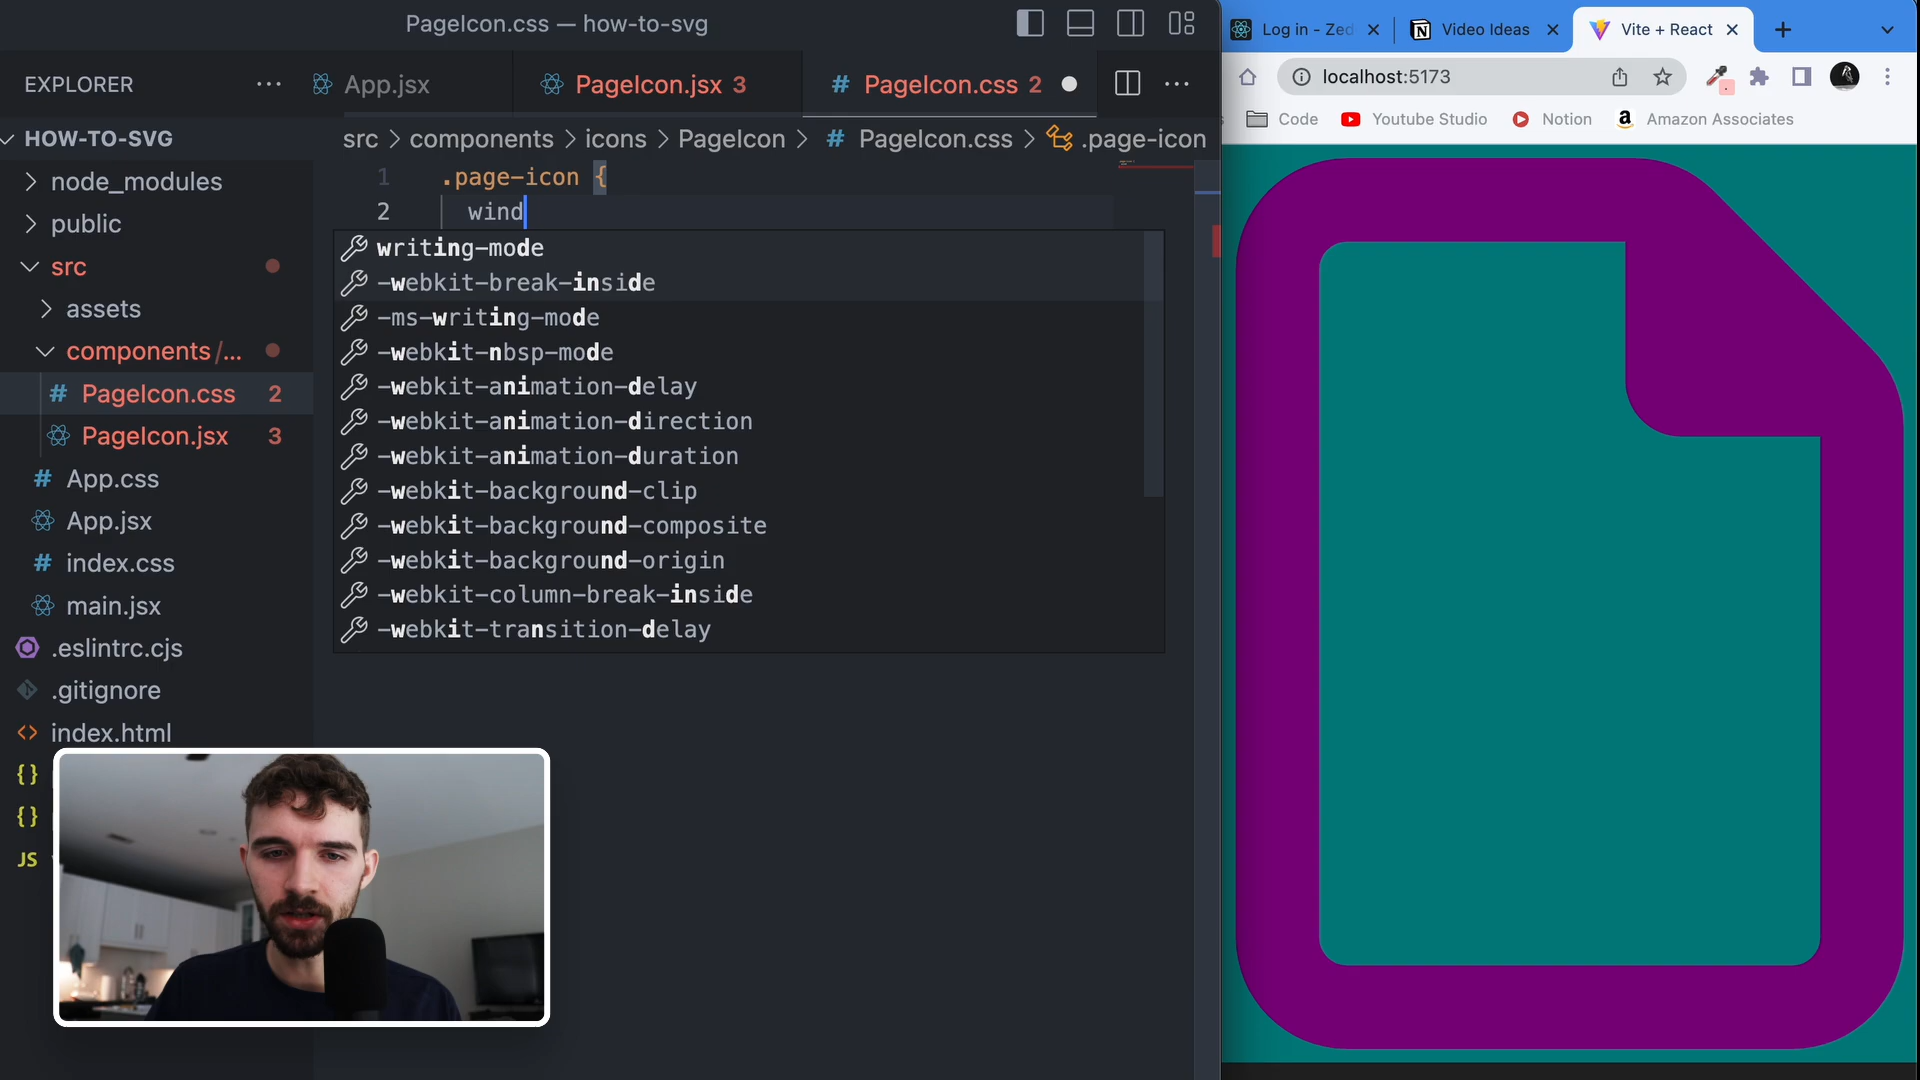 PageIcon.css — how-to-svg
EXPLORER
App.jsx
PageIcon.jsx 3
PageIcon.css 2
HOW-TO-SVG
src > components > icons > PageIcon > # PageIcon.css > .page-icon
node_modules
public
src
assets
components/...
# PageIcon.css 2
PageIcon.jsx 3
# App.css
App.jsx
# index.css
main.jsx
.eslintrc.cjs
.gitignore
<> index.html
{}
{}
JS
1 .page-icon {
2 wind
writing-mode
-webkit-break-inside
-ms-writing-mode
-webkit-nbsp-mode
-webkit-animation-delay
-webkit-animation-direction
-webkit-animation-duration
-webkit-background-clip
-webkit-background-composite
-webkit-background-origin
-webkit-column-break-inside
-webkit-transition-delay
Log in - Zed
Video Ideas
Vite + React
localhost:5173
Code
Youtube Studio
Notion
Amazon Associates